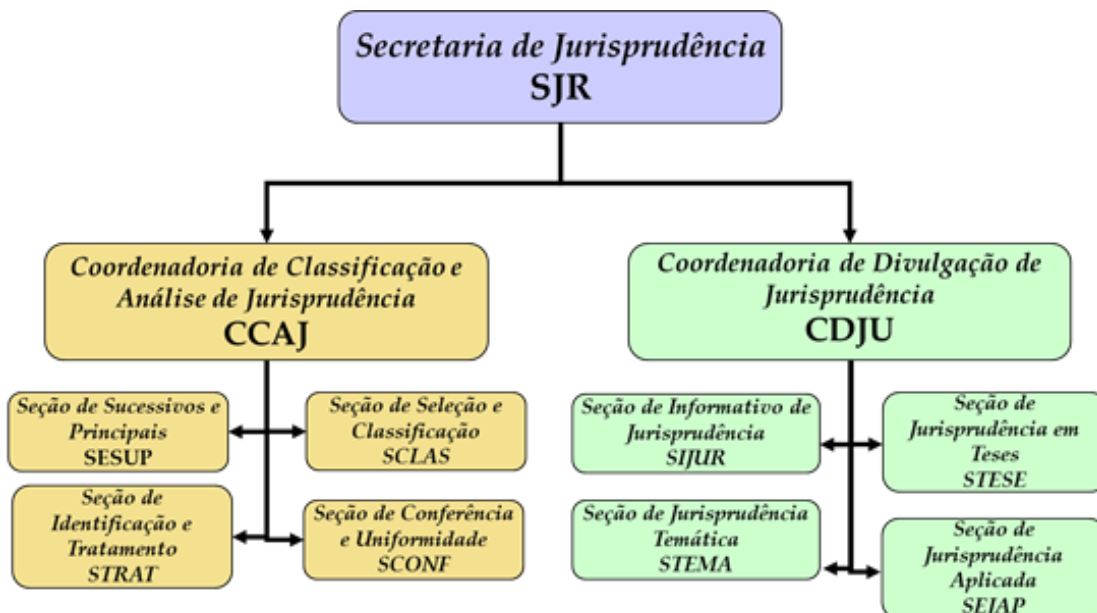 Secretaria de Jurisprudência
SJR
Coordenadoria de Classificação e
Análise de Jurisprudência
CCAJ
Coordenadoria de Divulgação de
Jurisprudência
CDJU
Seção de Sucessivos e
Principais
SESUP
Seção de Seleção e
Classificação
SCLAS
Seção de Informativo de
Jurisprudência
SIJUR
Seção de
Jurisprudência em
Teses
STESE
Seção de
Identificação e
Tratamento
STRAT
Seção de Conferência
e Uniformidade
SCONF
Seção de Jurisprudência
Temática
STEMA
Seção de
Jurisprudência
Aplicada
SEJAP